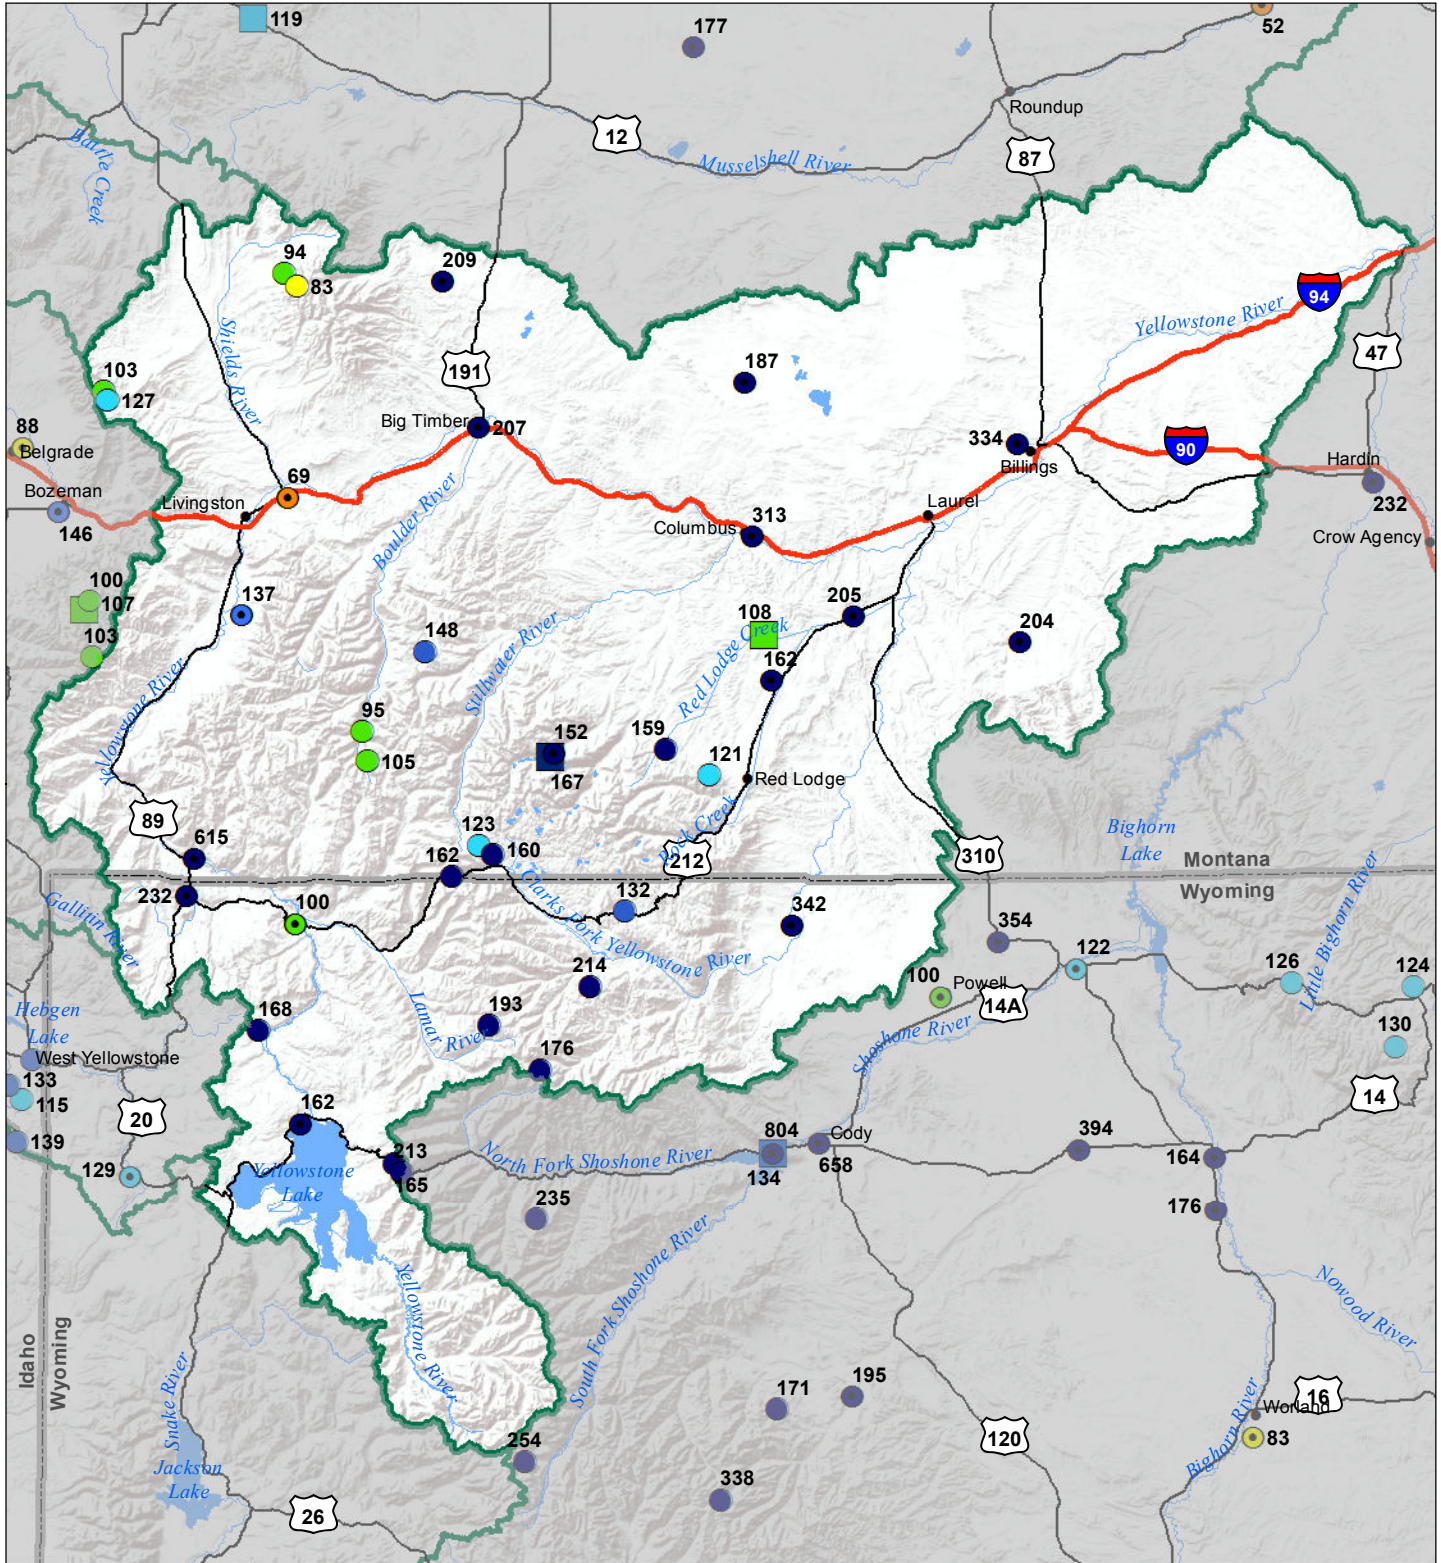 119
177
52
Roundup
12
87
Battle Creek
Musselshell River
94
83
209
94
Shields River
Yellowstone River
47
103
127
191
187
Big Timber
207
88
Belgrade
334
Billings
90
Hardin
232
69
Bozeman
146
Livingston
Laurel
Columbus
313
Crow Agency
Boulder River
100
107
103
137
148
Stillwater River
108
205
Red Lodge Creek
162
204
Yellowstone River
95
105
152
167
159
121
Red Lodge
89
615
123
160
162
Rock Creek
212
310
Bighorn
Lake
Montana
Wyoming
232
100
132
342
Clarks Fork Yellowstone River
Gallitin River
354
122
126
124
Little Bighorn River
100
Powell
14A
214
193
Lamar River
176
Hebgen
Lake
168
West Yellowstone
Shoshone River
130
133
115
20
14
139
129
162
213
165
Yellowstone
Lake
North Fork Shoshone River
804
134
Cody
658
394
164
176
235
South Fork Shoshone River
Yellowstone River
Nowood River
Idaho
Wyoming
Snake River
171
195
16
Worland
83
Bighorn River
120
254
338
Jackson
Lake
26